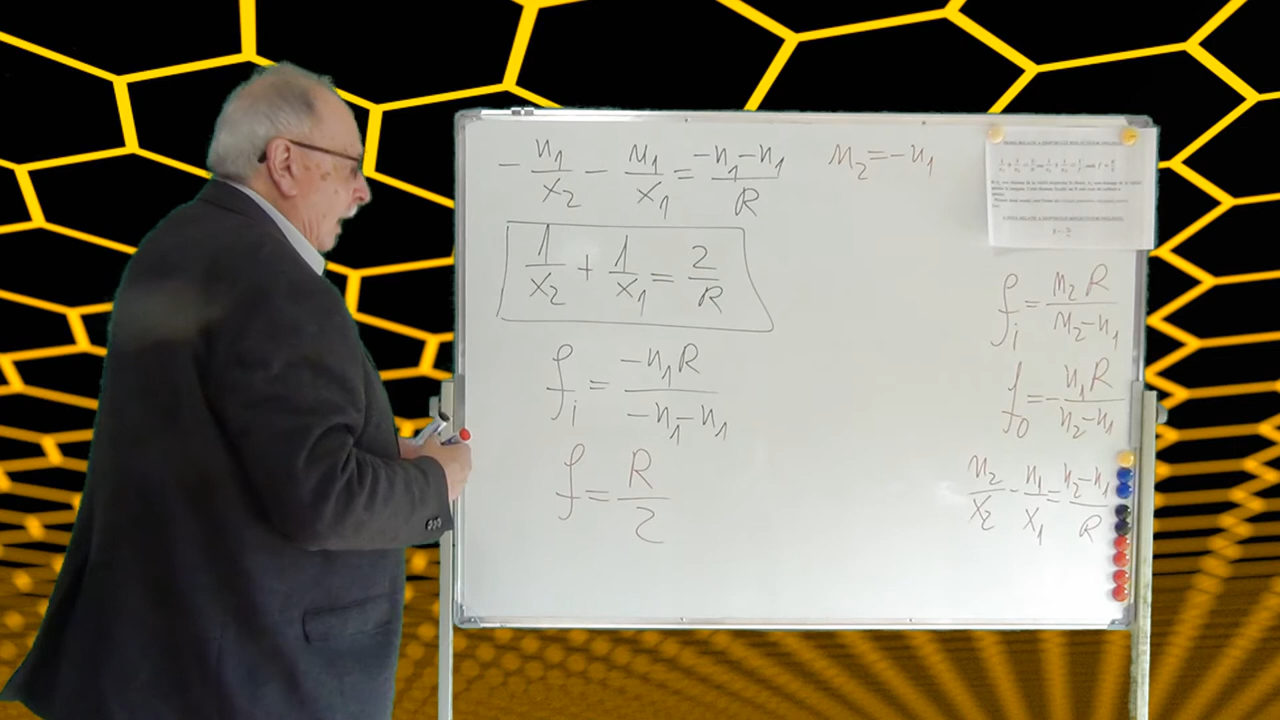 -n₁/x₂ - n₁/x₁ = (-n₁-n₁)/R n₂=-n₁
1/x₂ + 1/x₁ = 2/R
fᵢ = (-n₁R)/(-n₁-n₁)
f = R/2
fᵢ = n₂R/(n₂-n₁)
f₀ = -n₁R/(n₂-n₁)
n₂/x₂ - n₁/x₁ = (n₂-n₁)/R